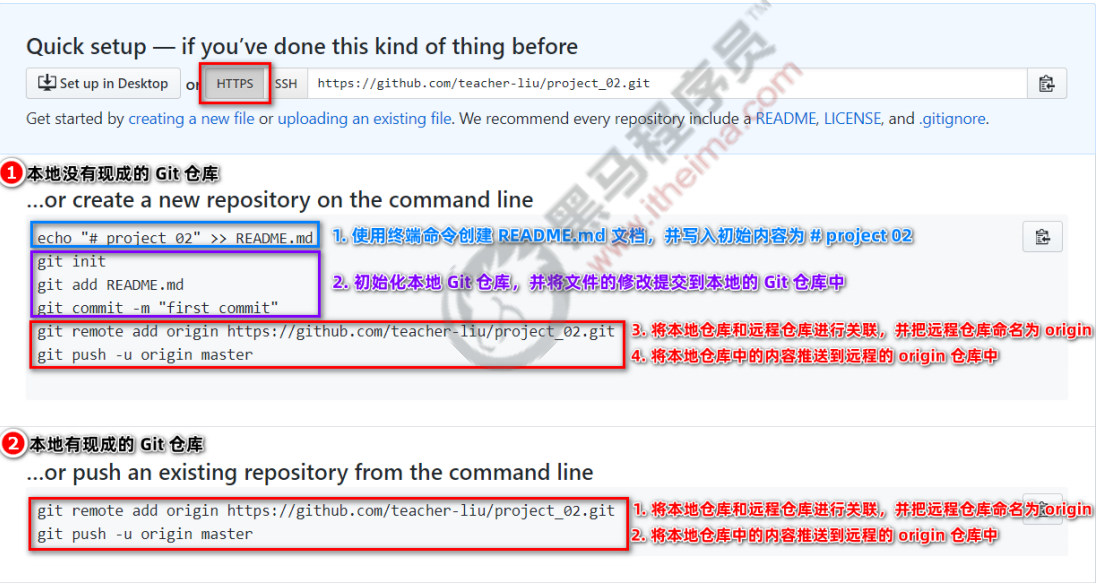 Quick setup — if you've done this kind of thing before
Set up in Desktop or HTTPS SSH https://github.com/teacher-liu/project_02.git
Get started by creating a new file or uploading an existing file. We recommend every repository include a README, LICENSE, and .gitignore.
1 本地没有现成的 Git 仓库
...or create a new repository on the command line
echo "# project_02" >> README.md 1. 使用终端命令创建 README.md 文档，并写入初始内容为 # project 02
git init
git add README.md 2. 初始化本地 Git 仓库，并将文件的修改提交到本地的 Git 仓库中
git commit -m "first commit"
git remote add origin https://github.com/teacher-liu/project_02.git 3. 将本地仓库和远程仓库进行关联，并把远程仓库命名为 origin
git push -u origin master 4. 将本地仓库中的内容推送到远程的 origin 仓库中
2 本地有现成的 Git 仓库
...or push an existing repository from the command line
git remote add origin https://github.com/teacher-liu/project_02.git 1. 将本地仓库和远程仓库进行关联，并把远程仓库命名为 origin
git push -u origin master 2. 将本地仓库中的内容推送到远程的 origin 仓库中
黑马程序员™
www.itheima.com